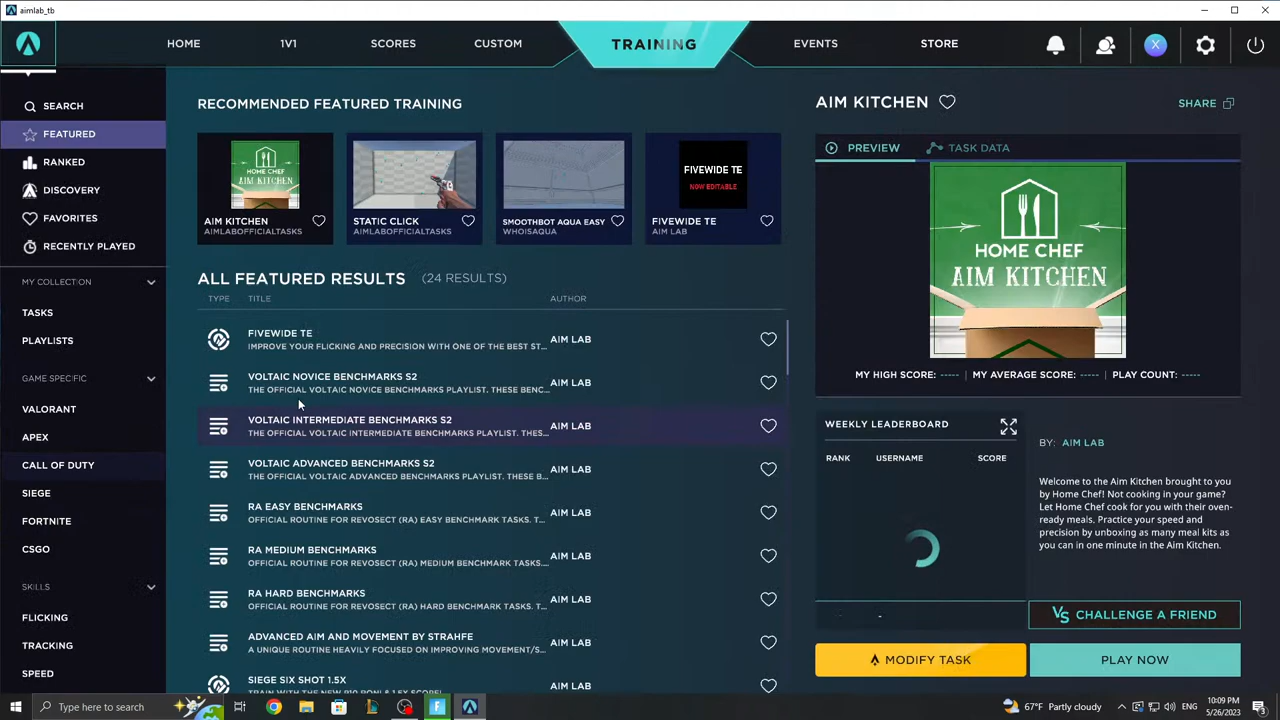 aimlab_tb
HOME
1V1
SCORES
CUSTOM
TRAINING
EVENTS
STORE
X
SEARCH
FEATURED
RANKED
DISCOVERY
FAVORITES
RECENTLY PLAYED
MY COLLECTION
TASKS
PLAYLISTS
GAME SPECIFIC
VALORANT
APEX
CALL OF DUTY
SIEGE
FORTNITE
CSGO
SKILLS
FLICKING
TRACKING
SPEED
RECOMMENDED FEATURED TRAINING
HOME CHEF
AIM KITCHEN
AIM KITCHEN
AIMLABOFFICIALTASKS
STATIC CLICK
AIMLABOFFICIALTASKS
SMOOTHBOT AQUA EASY
WHOISAQUA
FIVEWIDE TE
NOW EDITABLE
FIVEWIDE TE
AIM LAB
ALL FEATURED RESULTS (24 RESULTS)
TYPE TITLE AUTHOR
FIVEWIDE TE
IMPROVE YOUR FLICKING AND PRECISION WITH ONE OF THE BEST ST...
AIM LAB
VOLTAIC NOVICE BENCHMARKS S2
THE OFFICIAL VOLTAIC NOVICE BENCHMARKS PLAYLIST. THESE BENC...
AIM LAB
VOLTAIC INTERMEDIATE BENCHMARKS S2
THE OFFICIAL VOLTAIC INTERMEDIATE BENCHMARKS PLAYLIST. THES...
AIM LAB
VOLTAIC ADVANCED BENCHMARKS S2
THE OFFICIAL VOLTAIC ADVANCED BENCHMARKS PLAYLIST. THESE B...
AIM LAB
RA EASY BENCHMARKS
OFFICIAL ROUTINE FOR REVOSECT (RA) EASY BENCHMARK TASKS. T...
AIM LAB
RA MEDIUM BENCHMARKS
OFFICIAL ROUTINE FOR REVOSECT (RA) MEDIUM BENCHMARK TASKS....
AIM LAB
RA HARD BENCHMARKS
OFFICIAL ROUTINE FOR REVOSECT (RA) HARD BENCHMARK TASKS. T...
AIM LAB
ADVANCED AIM AND MOVEMENT BY STRAHFE
A UNIQUE ROUTINE HEAVILY FOCUSED ON IMPROVING MOVEMENT/S...
AIM LAB
SIEGE SIX SHOT 1.5X
AIM LAB
AIM KITCHEN
SHARE
PREVIEW
TASK DATA
HOME CHEF
AIM KITCHEN
MY HIGH SCORE: ----- | MY AVERAGE SCORE: ----- | PLAY COUNT: -----
WEEKLY LEADERBOARD
RANK USERNAME SCORE
- -
BY: AIM LAB
Welcome to the Aim Kitchen brought to you
by Home Chef! Not cooking in your game?
Let Home Chef cook for you with their oven-
ready meals. Practice your speed and
precision by unboxing as many meal kits as
you can in one minute in the Aim Kitchen.
VS CHALLENGE A FRIEND
MODIFY TASK
PLAY NOW
Type here to search
67°F Partly cloudy
10:09 PM
5/26/2023
3